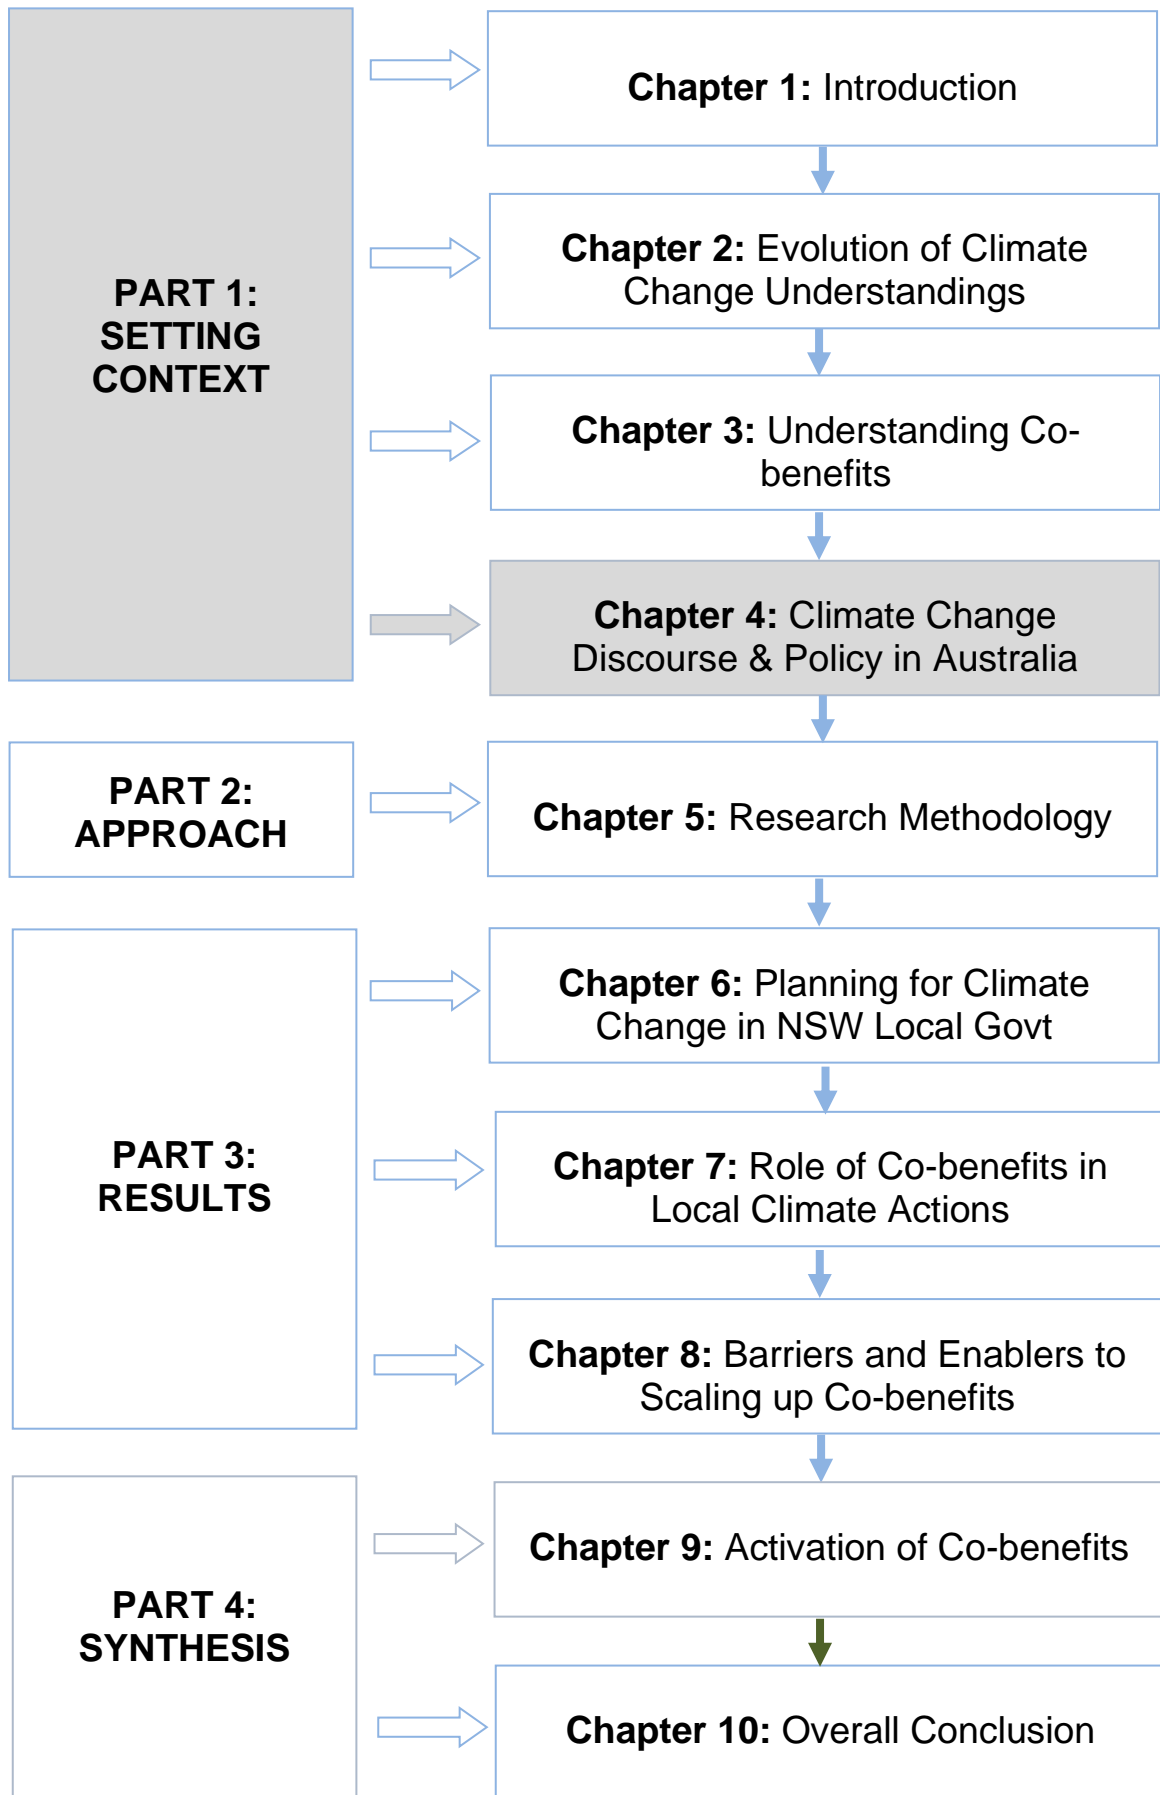 PART 1:
SETTING
CONTEXT
Chapter 1: Introduction
Chapter 2: Evolution of Climate
Change Understandings
Chapter 3: Understanding Co-
benefits
Chapter 4: Climate Change
Discourse & Policy in Australia
PART 2:
APPROACH
Chapter 5: Research Methodology
PART 3:
RESULTS
Chapter 6: Planning for Climate
Change in NSW Local Govt
Chapter 7: Role of Co-benefits in
Local Climate Actions
Chapter 8: Barriers and Enablers to
Scaling up Co-benefits
PART 4:
SYNTHESIS
Chapter 9: Activation of Co-benefits
Chapter 10: Overall Conclusion